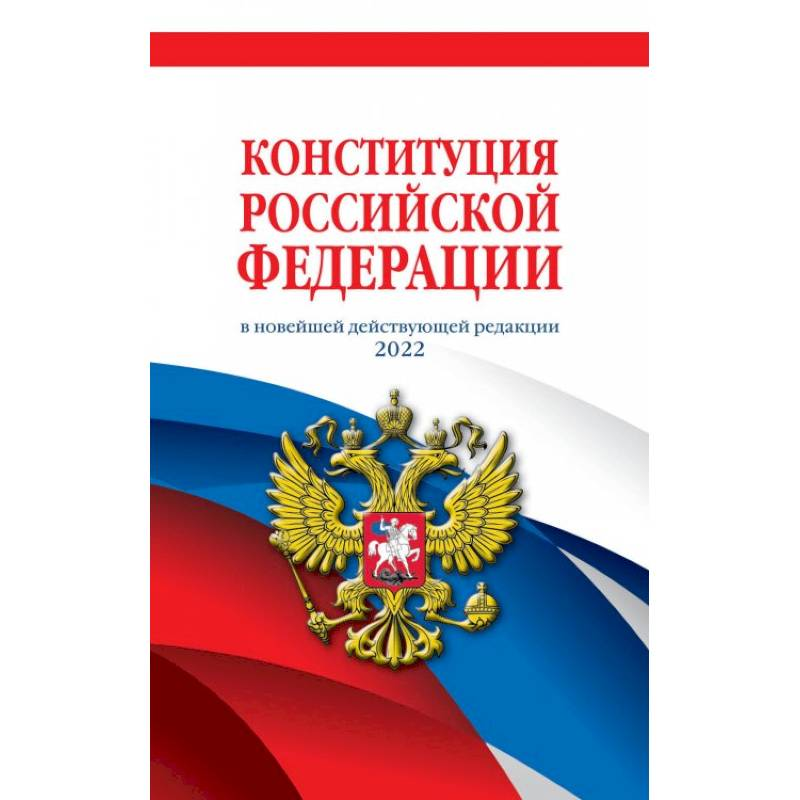 КОНСТИТУЦИЯ
РОССИЙСКОЙ
ФЕДЕРАЦИИ
в новейшей действующей редакции
2022